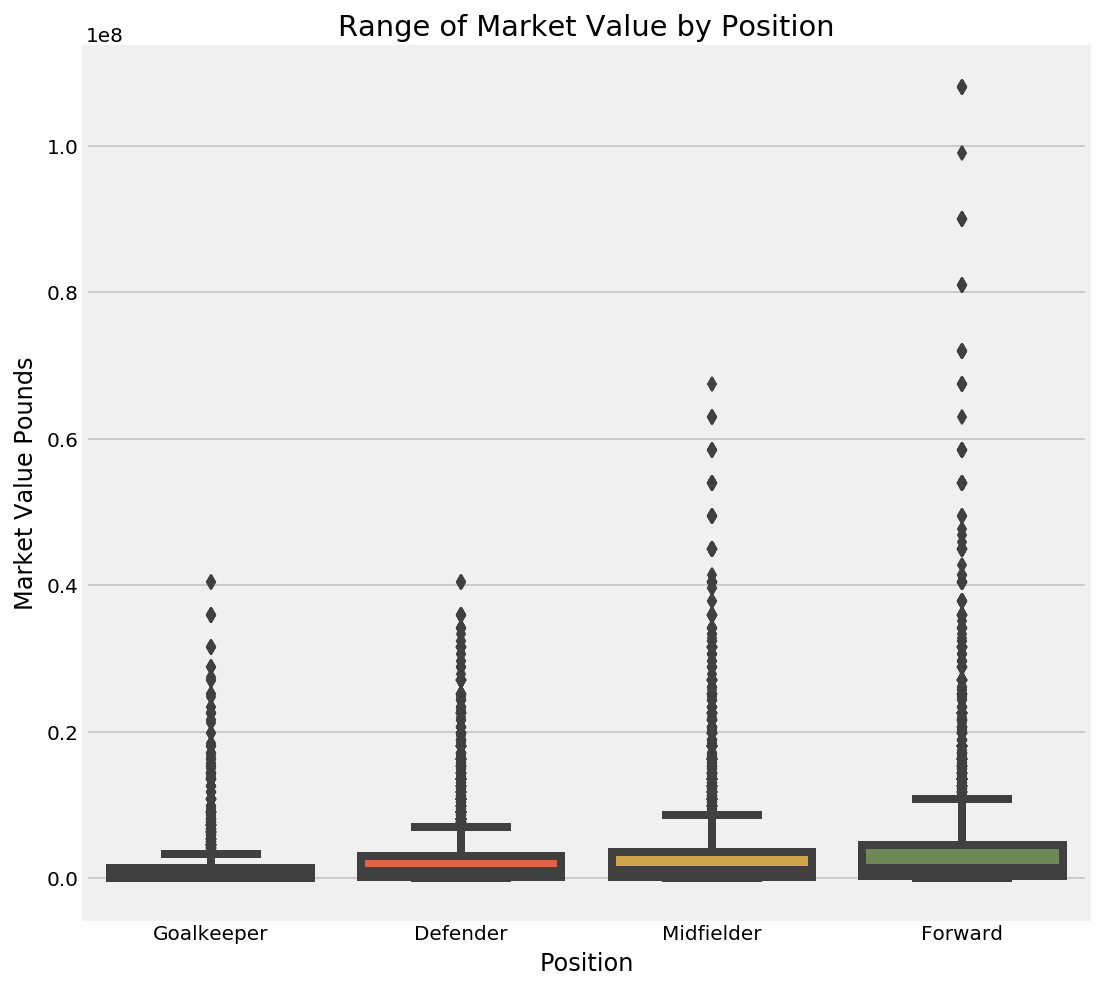 Range of Market Value by Position
1e8
1.0
0.8
0.6
0.4
0.2
0.0
Market Value Pounds
Goalkeeper Defender Midfielder Forward
Position